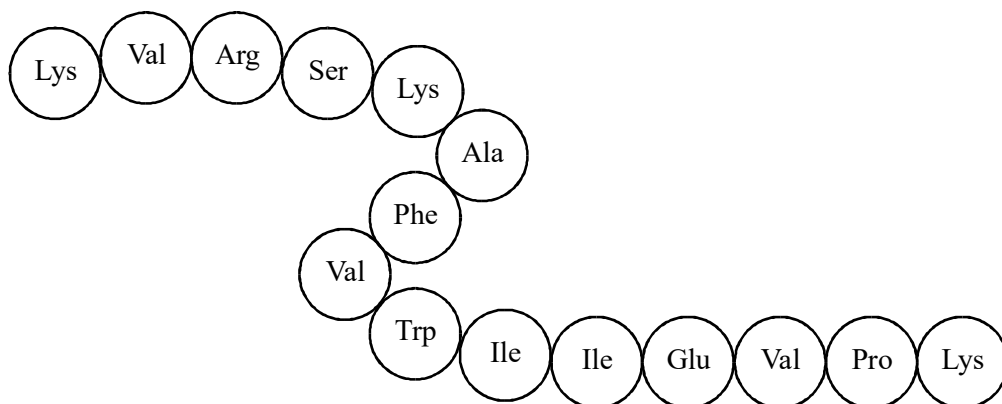 Lys
Val
Arg
Ser
Lys
Ala
Phe
Val
Trp
Ile
Ile
Glu
Val
Pro
Lys